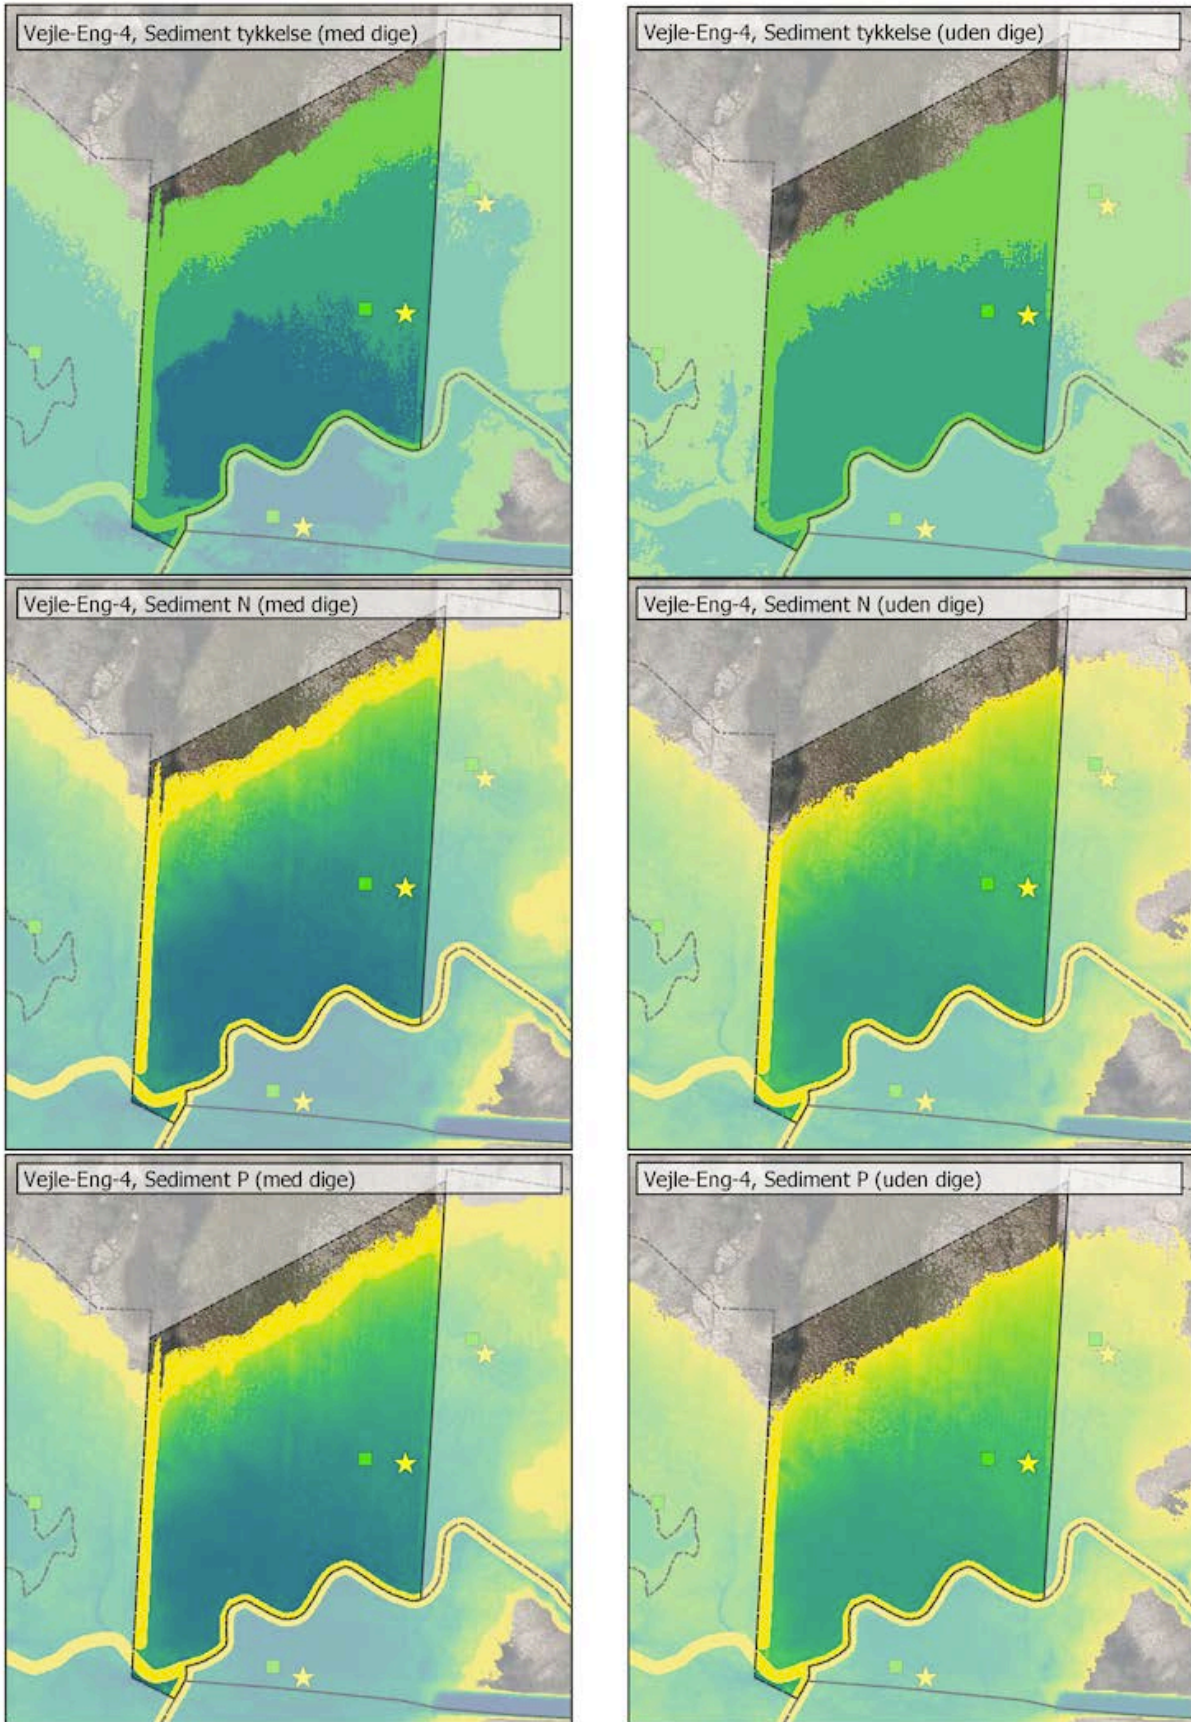 Vejle-Eng-4, Sediment tykkelse (med dige)
Vejle-Eng-4, Sediment tykkelse (uden dige)
Vejle-Eng-4, Sediment N (med dige)
Vejle-Eng-4, Sediment N (uden dige)
Vejle-Eng-4, Sediment P (med dige)
Vejle-Eng-4, Sediment P (uden dige)